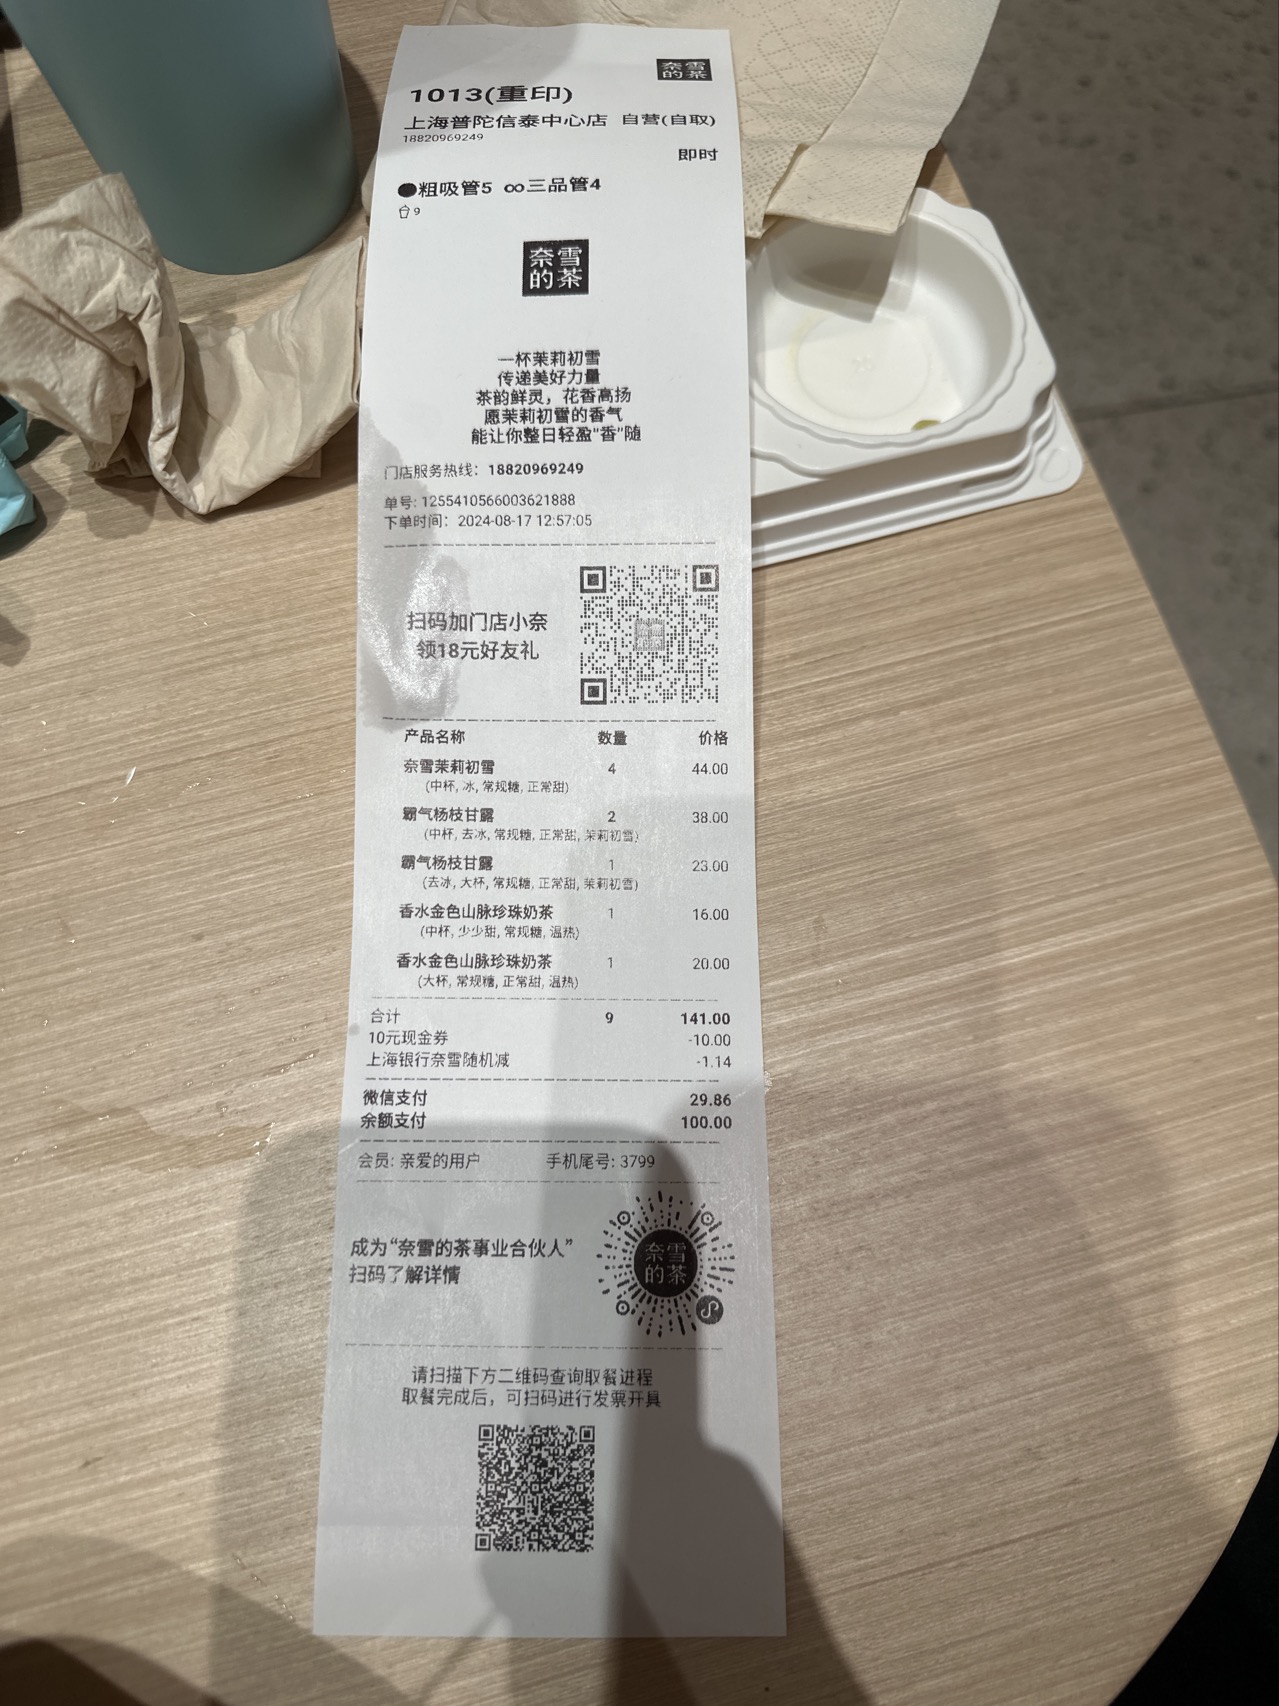 奈雪
的茶
1013(重印)
上海普陀信泰中心店 自营(自取)
18820969249
即时
●粗吸管5 ∞三品管4
9
奈雪
的茶
一杯茉莉初雪
传递美好力量
茶韵鲜灵，花香高扬
愿茉莉初雪的香气
能让你整日轻盈"香"随
门店服务热线：18820969249
单号: 1255410566003621888
下单时间：2024-08-17 12:57:05
扫码加门店小奈
领18元好友礼
产品名称 数量 价格
奈雪茉莉初雪 4 44.00
(中杯, 冰, 常规糖, 正常甜)
霸气杨枝甘露 2 38.00
(中杯, 去冰, 常规糖, 正常甜, 茉莉初雪)
霸气杨枝甘露 1 23.00
(去冰, 大杯, 常规糖, 正常甜, 茉莉初雪)
香水金色山脉珍珠奶茶 1 16.00
(中杯, 少少甜, 常规糖, 温热)
香水金色山脉珍珠奶茶 1 20.00
(大杯, 常规糖, 正常甜, 温热)
合计 9 141.00
10元现金券 -10.00
上海银行奈雪随机减 -1.14
微信支付 29.86
余额支付 100.00
会员: 亲爱的用户 手机尾号: 3799
成为“奈雪的茶事业合伙人”
扫码了解详情
奈雪
的茶
请扫描下方二维码查询取餐进程
取餐完成后，可扫码进行发票开具